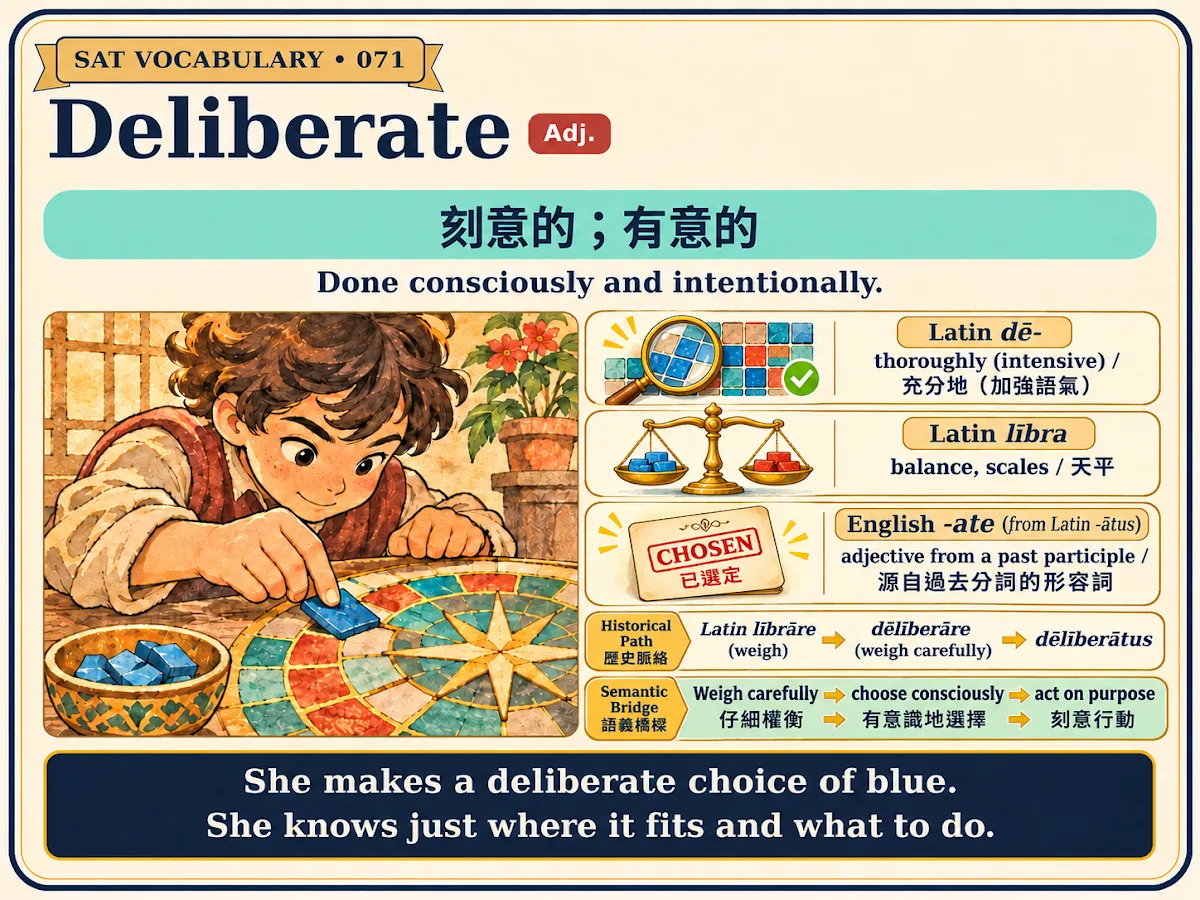 SAT VOCABULARY • 071
Deliberate Adj.
刻意的；有意的
Done consciously and intentionally.
Latin dē-
thoroughly (intensive) /
充分地（加強語氣）
Latin lībra
balance, scales / 天平
CHOSEN
已選定
English -ate (from Latin -ātus)
adjective from a past participle /
源自過去分詞的形容詞
Historical
Path
歷史脈絡
Latin lībrāre
(weigh)
dēlīberāre
(weigh carefully)
dēlīberātus
Semantic
Bridge
語義橋樑
Weigh carefully → choose consciously → act on purpose
仔細權衡 → 有意識地選擇 → 刻意行動
She makes a deliberate choice of blue.
She knows just where it fits and what to do.